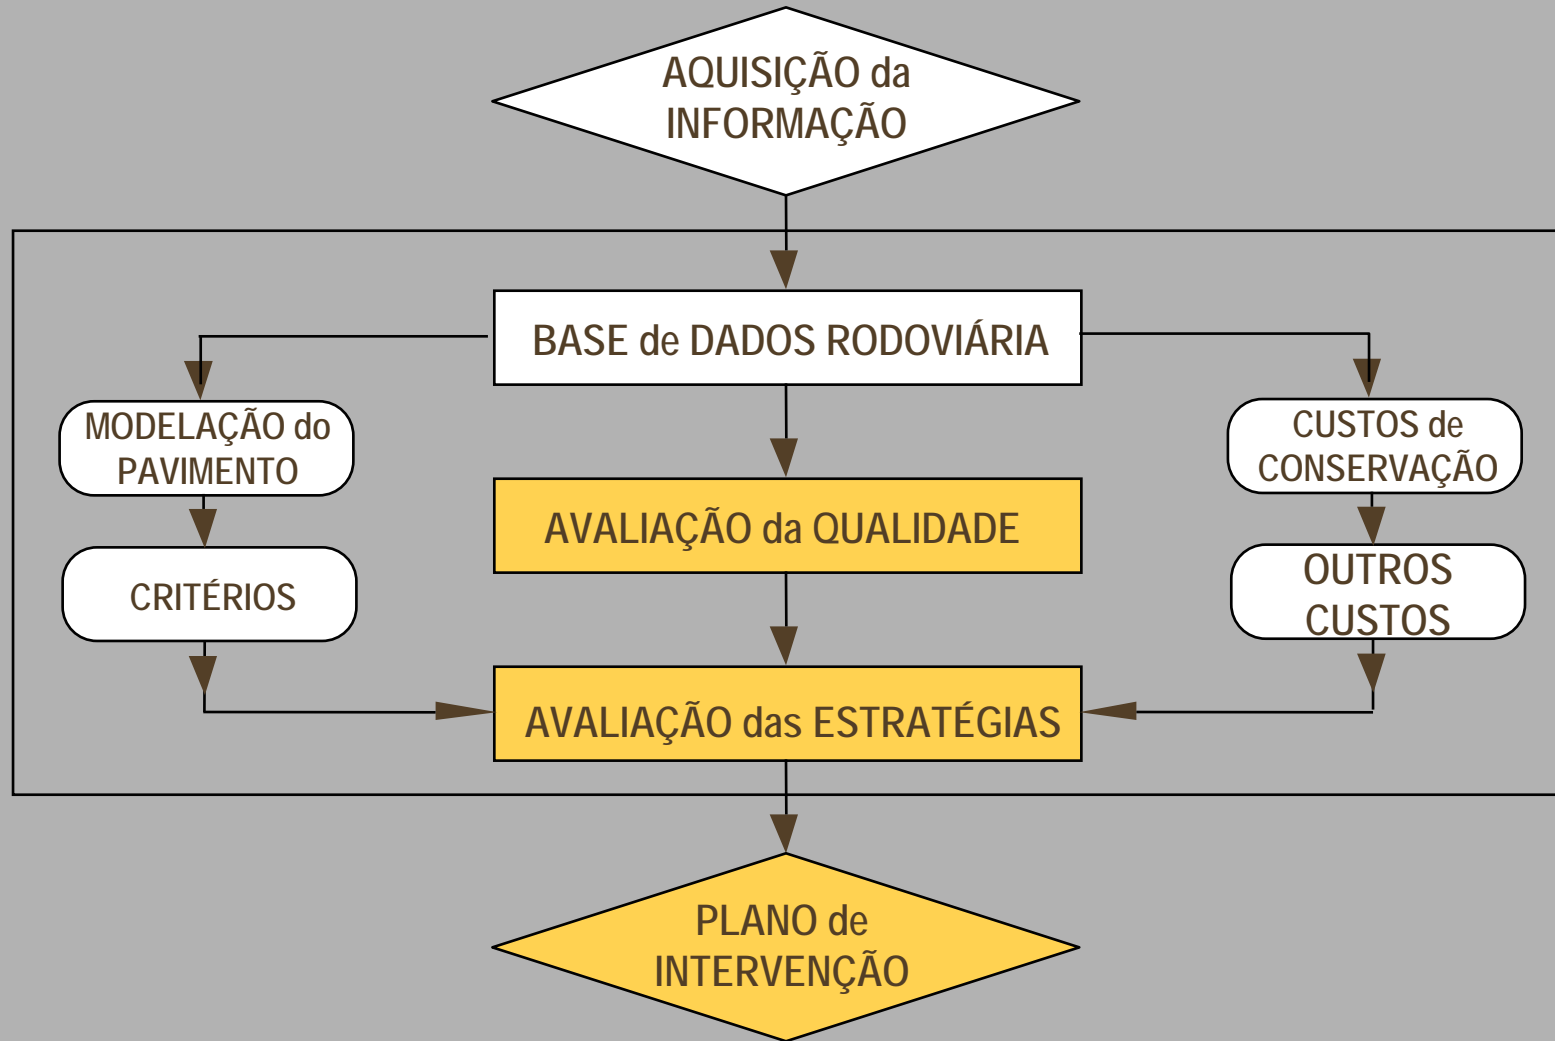 AQUISIÇÃO da
INFORMAÇÃO
BASE de DADOS RODOVIÁRIA
MODELAÇÃO do
PAVIMENTO
CUSTOS de
CONSERVAÇÃO
AVALIAÇÃO da QUALIDADE
CRITÉRIOS
OUTROS
CUSTOS
AVALIAÇÃO das ESTRATÉGIAS
PLANO de
INTERVENÇÃO